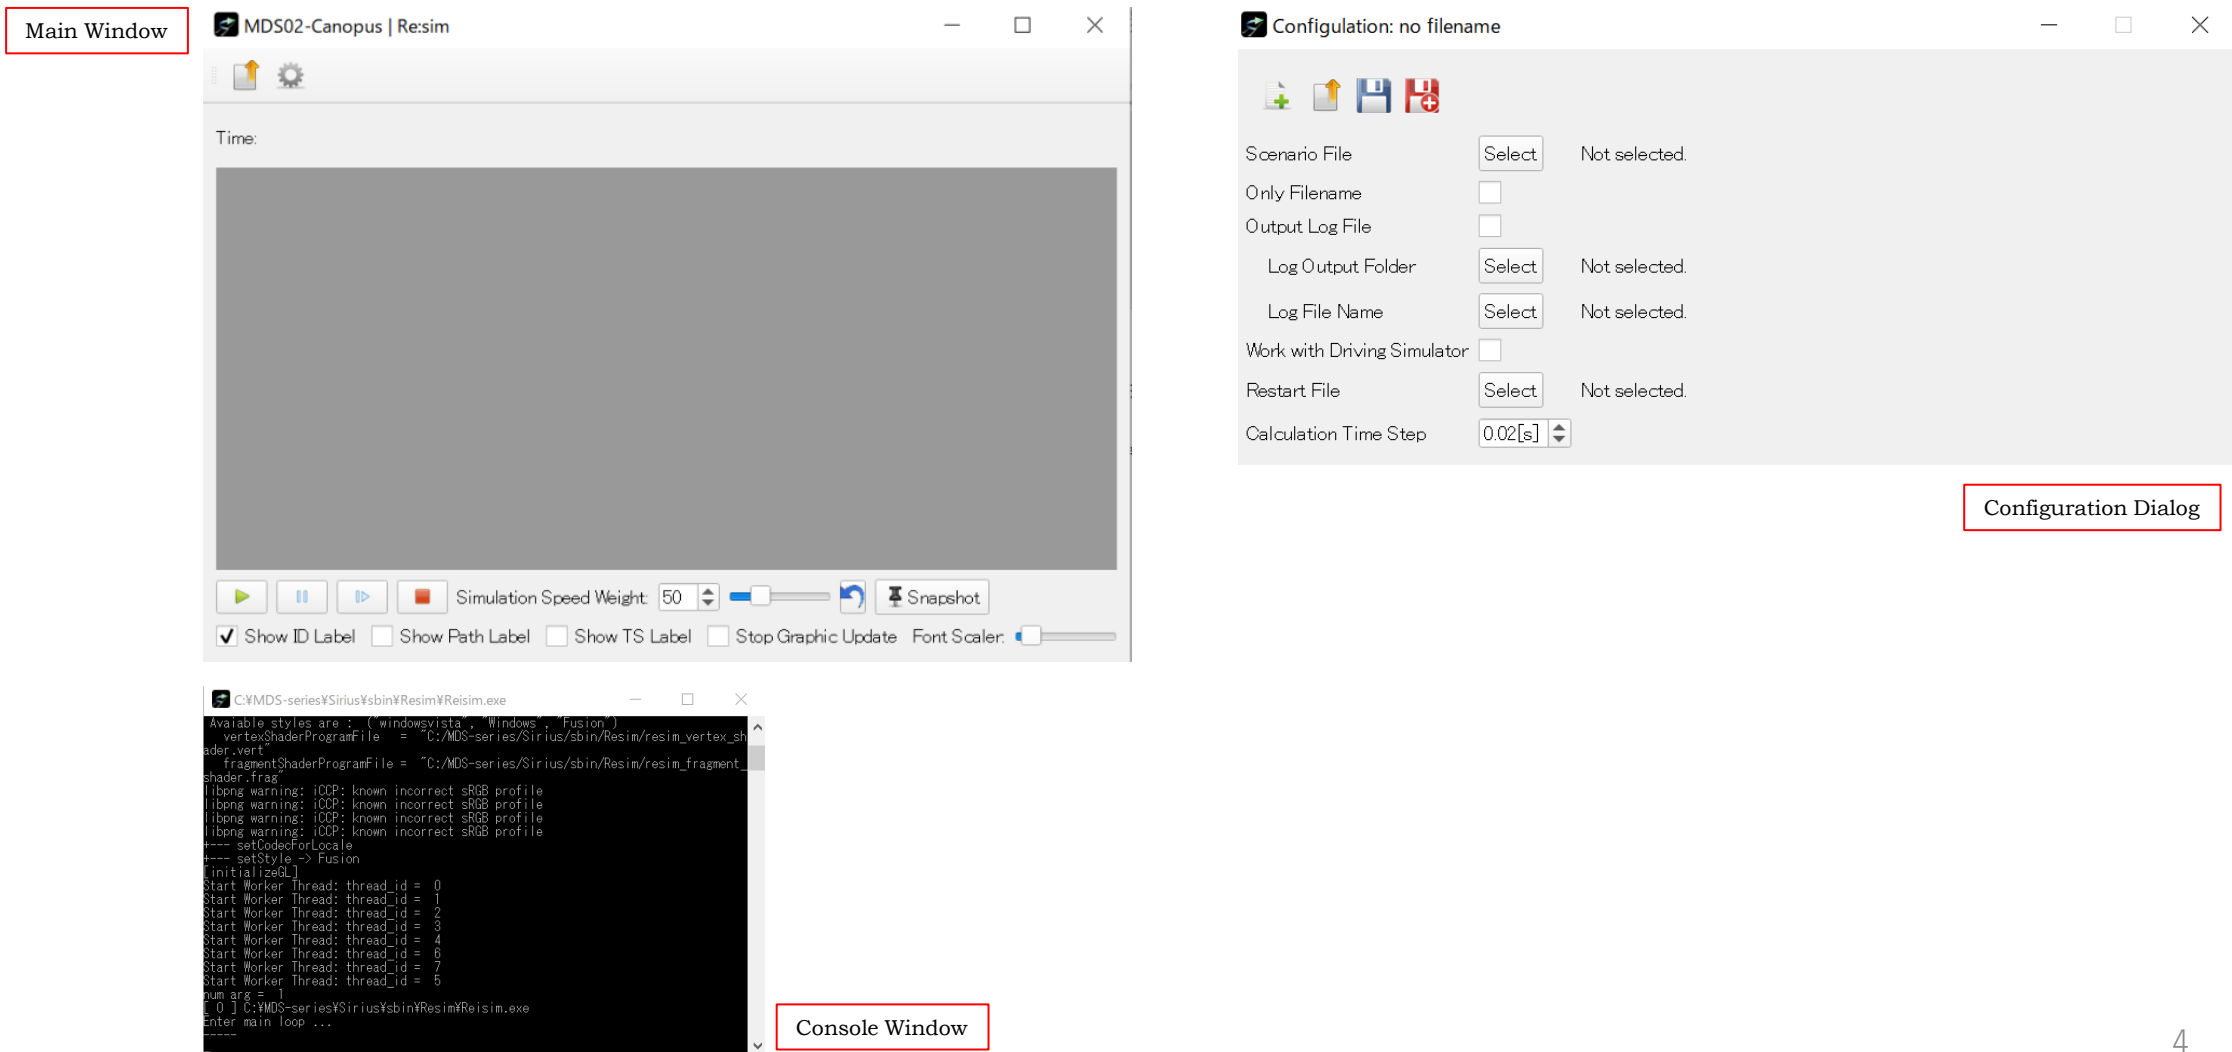 Main Window
MDS02-Canopus | Re:sim
Time:
Simulation Speed Weight: 50
Snapshot
Show ID Label Show Path Label Show TS Label Stop Graphic Update Font Scaler:
Configulation: no filename
Scenario File Select Not selected.
Only Filename
Output Log File
Log Output Folder Select Not selected.
Log File Name Select Not selected.
Work with Driving Simulator
Restart File Select Not selected.
Calculation Time Step 0.02[s]
Configuration Dialog
C:¥MDS-series¥Sirius¥sbin¥Resim¥Reisim.exe
Avaiable styles are : ("windowsvista", "Windows", "Fusion")
vertexShaderProgramFile = "C:/MDS-series/Sirius/sbin/Resim/resim_vertex_sh
ader.vert"
fragmentShaderProgramFile = "C:/MDS-series/Sirius/sbin/Resim/resim_fragment_
shader.frag"
libpng warning: iCCP: known incorrect sRGB profile
libpng warning: iCCP: known incorrect sRGB profile
libpng warning: iCCP: known incorrect sRGB profile
libpng warning: iCCP: known incorrect sRGB profile
+--- setCodecForLocale
+--- setStyle -> Fusion
[initializeGL]
Start Worker Thread: thread_id = 0
Start Worker Thread: thread_id = 1
Start Worker Thread: thread_id = 2
Start Worker Thread: thread_id = 3
Start Worker Thread: thread_id = 4
Start Worker Thread: thread_id = 6
Start Worker Thread: thread_id = 7
Start Worker Thread: thread_id = 5
num arg = 1
[ 0 ] C:¥MDS-series¥Sirius¥sbin¥Resim¥Reisim.exe
Enter main loop ...
-----
Console Window
4